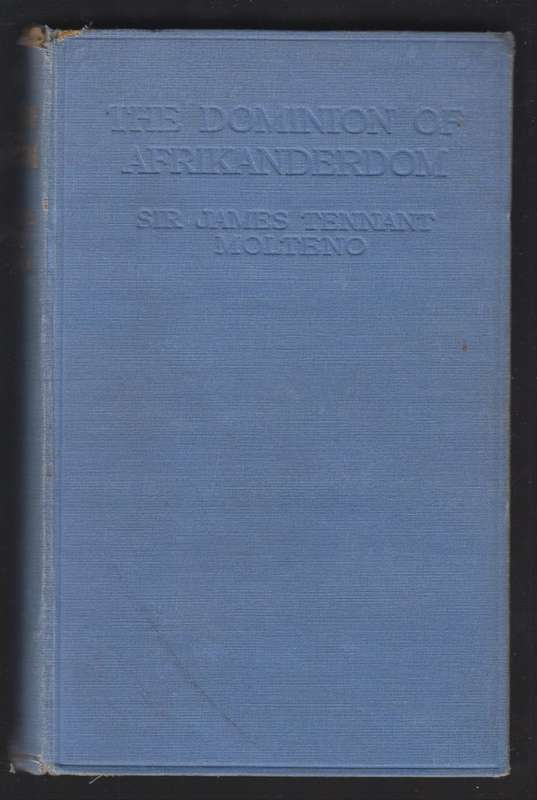 THE DOMINION OF
AFRIKANDERDOM
SIR JAMES TENNANT
MOLTENO